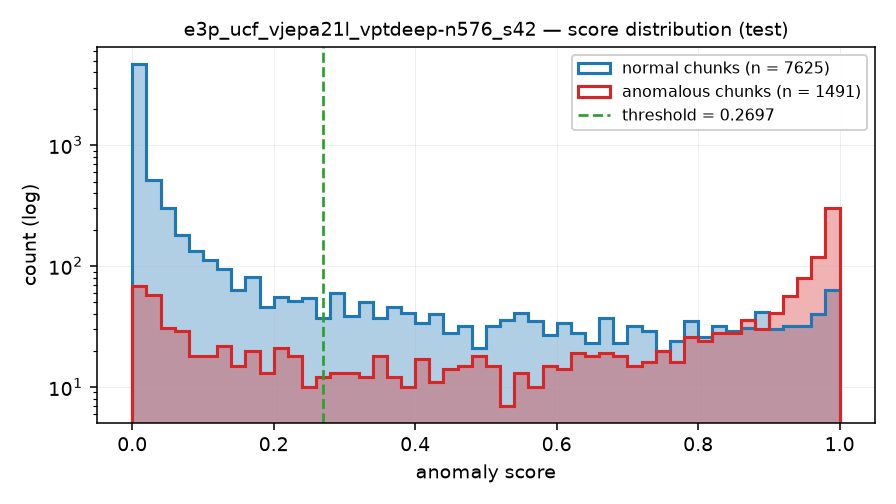 e3p_ucf_vjepa21l_vptdeep-n576_s42 — score distribution (test)
normal chunks (n = 7625)
anomalous chunks (n = 1491)
threshold = 0.2697
count (log)
10³
10²
10¹
0.0 0.2 0.4 0.6 0.8 1.0
anomaly score